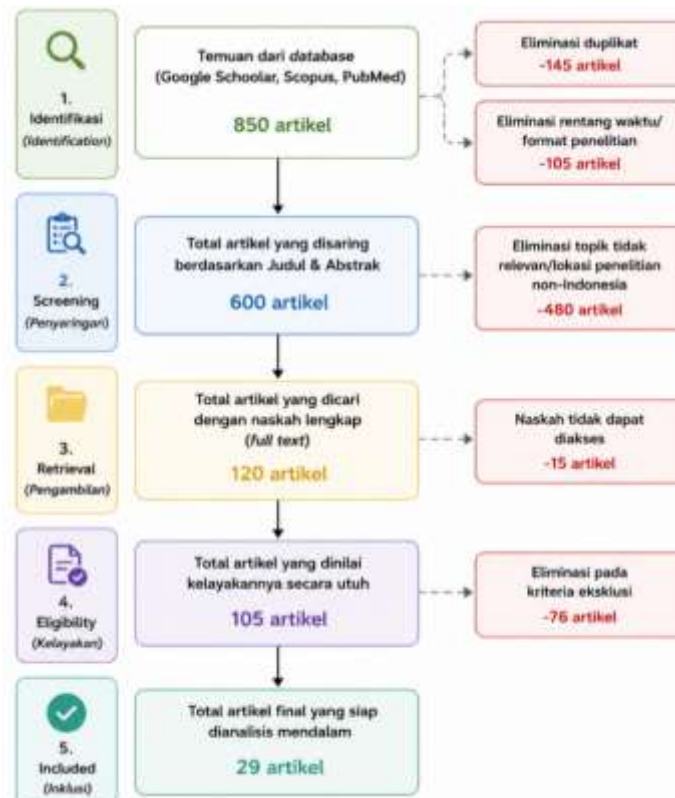 1.
Identifikasi
(Identification)
Temuan dari database
(Google Schoolar, Scopus, PubMed)
850 artikel
Eliminasi duplikat
-145 artikel
Eliminasi rentang waktu/
format penelitian
-105 artikel
2.
Screening
(Penyaringan)
Total artikel yang disaring
berdasarkan Judul & Abstrak
600 artikel
Eliminasi topik tidak
relevan/lokasi penelitian
non-Indonesia
-480 artikel
3.
Retrieval
(Pengambilan)
Total artikel yang dicari
dengan naskah lengkap
(full text)
120 artikel
Naskah tidak dapat
diakses
-15 artikel
4.
Eligibility
(Kelayakan)
Total artikel yang dinilai
kelayakannya secara utuh
105 artikel
Eliminasi pada
kriteria eksklusi
-76 artikel
5.
Included
(Inklusi)
Total artikel final yang siap
dianalisis mendalam
29 artikel